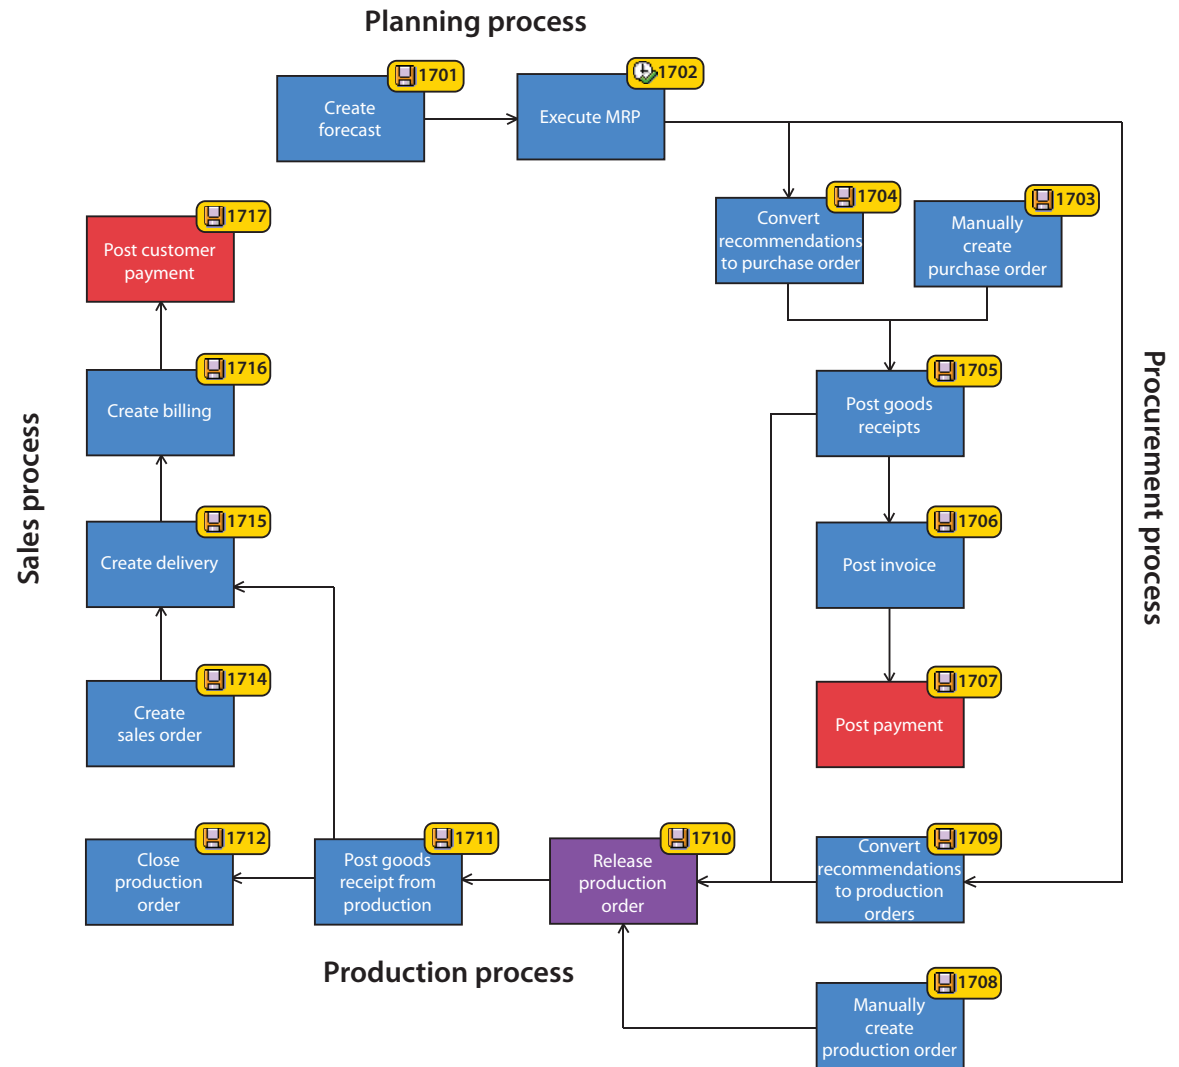 Planning process
1701
Create
forecast
1702
Execute MRP
1704
Convert
recommendations
to purchase order
1703
Manually
create
purchase order
1717
Post customer
payment
1716
Create billing
1705
Post goods
receipts
Sales process
Procurement process
1715
Create delivery
1706
Post invoice
1714
Create
sales order
1707
Post payment
1712
Close
production
order
1711
Post goods
receipt from
production
1710
Release
production
order
1709
Convert
recommendations
to production
orders
Production process
1708
Manually
create
production order